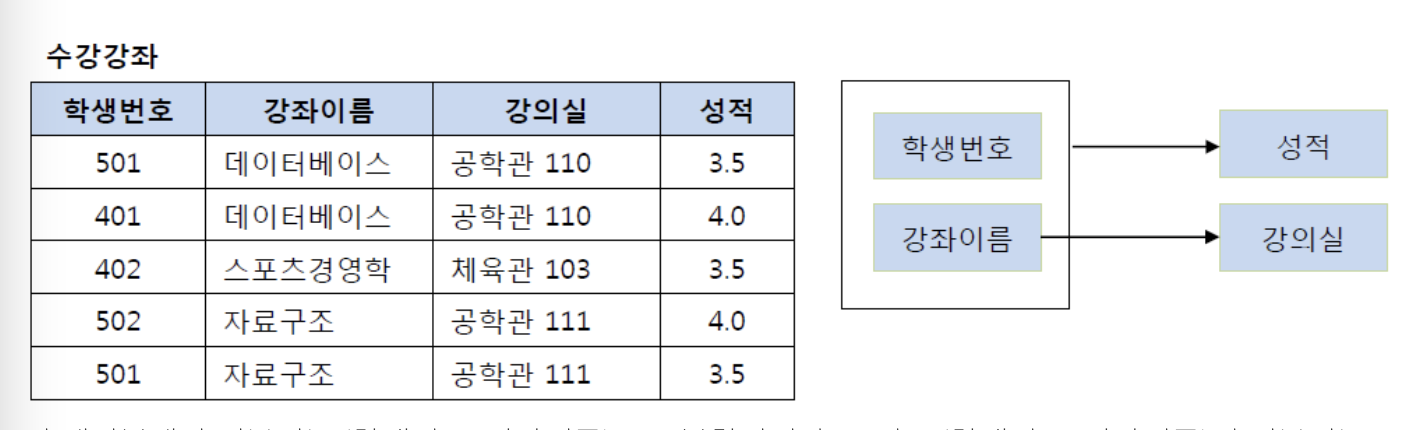 수강강좌
학생번호 강좌이름 강의실 성적
501 데이터베이스 공학관 110 3.5
401 데이터베이스 공학관 110 4.0
402 스포츠경영학 체육관 103 3.5
502 자료구조 공학관 111 4.0
501 자료구조 공학관 111 3.5
학생번호 성적
강좌이름 강의실